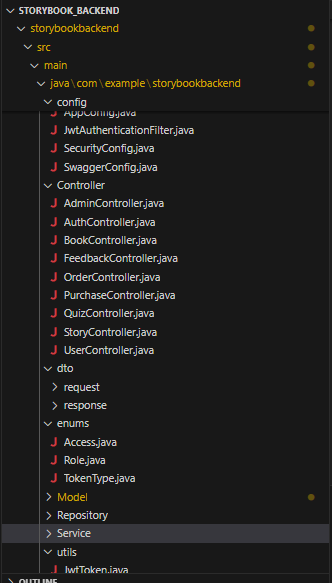 STORYBOOK_BACKEND
storybookbackend
src
main
java\com\example\storybookbackend
config
AppConfig.java
JwtAuthenticationFilter.java
SecurityConfig.java
SwaggerConfig.java
Controller
AdminController.java
AuthController.java
BookController.java
FeedbackController.java
OrderController.java
PurchaseController.java
QuizController.java
StoryController.java
UserController.java
dto
request
response
enums
Access.java
Role.java
TokenType.java
Model
Repository
Service
utils
JwtToken.java
OUTLINE